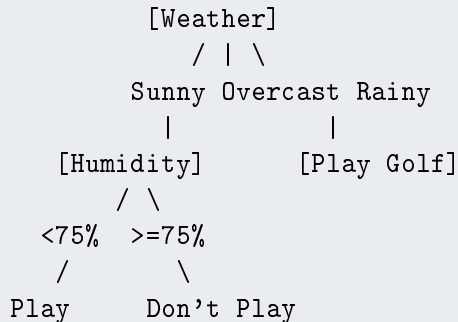 [Weather]
/ | \
Sunny Overcast Rainy
| |
[Humidity] [Play Golf]
/ \
<75% >=75%
/ \
Play Don't Play